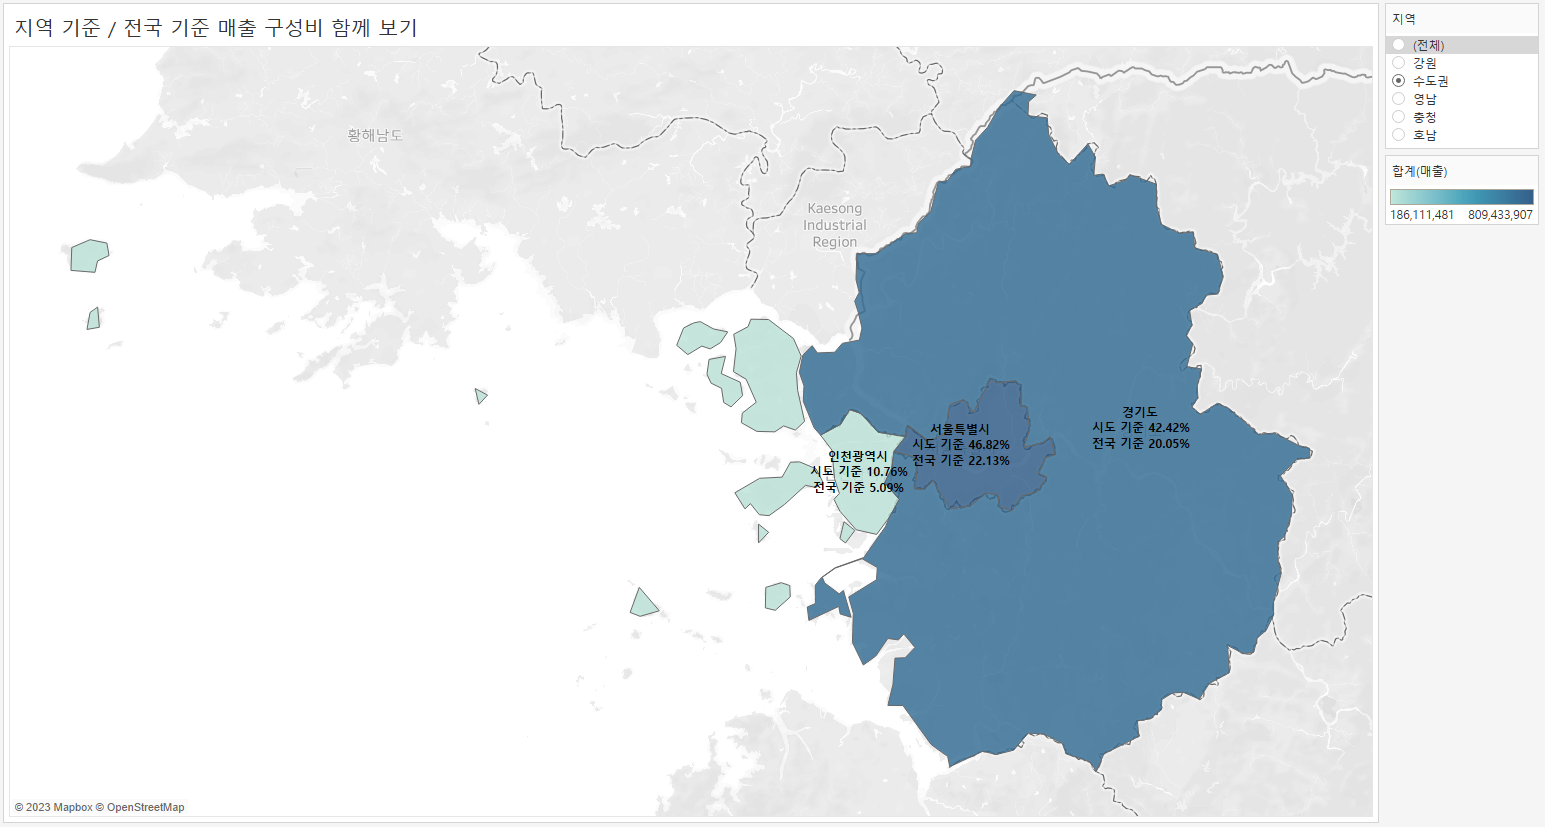 지역 기준 / 전국 기준 매출 구성비 함께 보기
황해남도
Kaesong
Industrial
Region
경기도
시도 기준 42.42%
전국 기준 20.05%
서울특별시
시도 기준 46.82%
전국 기준 22.13%
인천광역시
시도 기준 10.76%
전국 기준 5.09%
© 2023 Mapbox © OpenStreetMap
지역
(전체)
강원
수도권
영남
충청
호남
합계(매출)
186,111,481 809,433,907